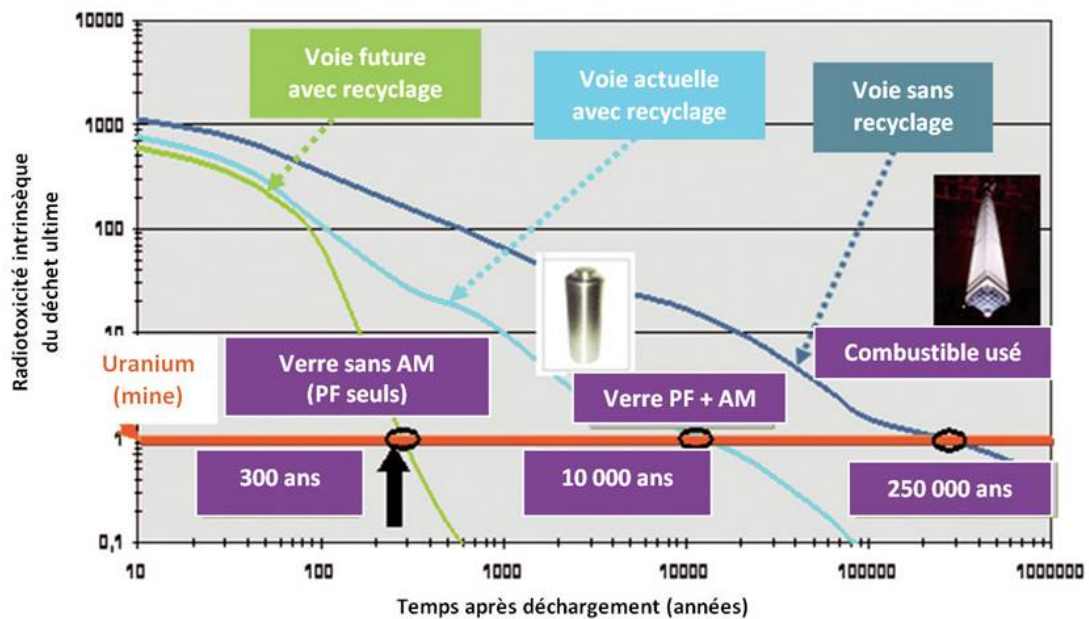 10000
1000
100
10
1
0,1
Radiotoxicité intrinsèque
du déchet ultime
Voie future
avec recyclage
Voie actuelle
avec recyclage
Voie sans
recyclage
Uranium
(mine)
Verre sans AM
(PF seuls)
Verre PF + AM
Combustible usé
300 ans
10 000 ans
250 000 ans
10
100
1000
10000
100000
1000000
Temps après déchargement (années)